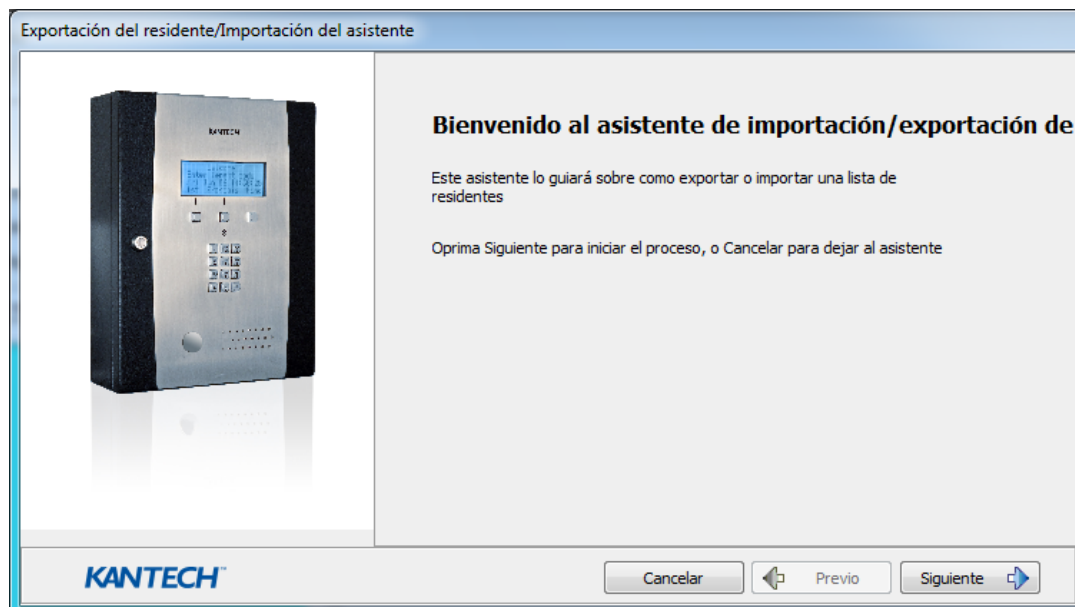 Exportación del residente/Importación del asistente
KANTECH
Bienvenido al asistente de importación/exportación de
Este asistente lo guiará sobre como exportar o importar una lista de
residentes
Oprima Siguiente para iniciar el proceso, o Cancelar para dejar al asistente
KANTECH
Cancelar
Previo
Siguiente